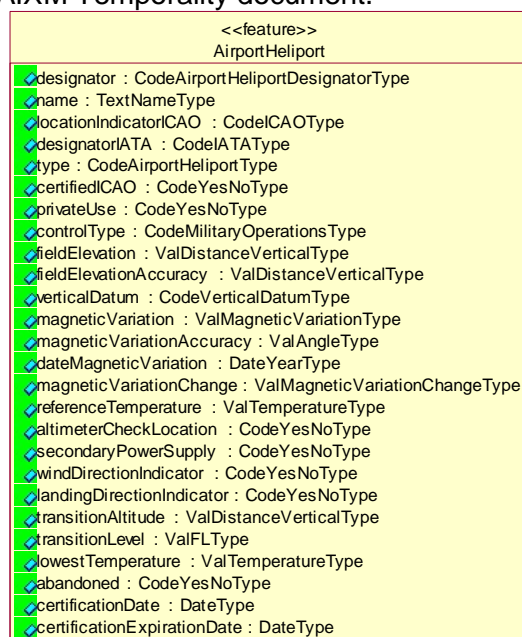 AIXM Temporality document.
<<feature>>
AirportHeliport
designator : CodeAirportHeliportDesignatorType
name : TextNameType
locationIndicatorICAO : CodeICAOType
designatorIATA : CodeIATAType
type : CodeAirportHeliportType
certifiedICAO : CodeYesNoType
privateUse : CodeYesNoType
controlType : CodeMilitaryOperationsType
fieldElevation : ValDistanceVerticalType
fieldElevationAccuracy : ValDistanceVerticalType
verticalDatum : CodeVerticalDatumType
magneticVariation : ValMagneticVariationType
magneticVariationAccuracy : ValAngleType
dateMagneticVariation : DateYearType
magneticVariationChange : ValMagneticVariationChangeType
referenceTemperature : ValTemperatureType
altimeterCheckLocation : CodeYesNoType
secondaryPowerSupply : CodeYesNoType
windDirectionIndicator : CodeYesNoType
landingDirectionIndicator : CodeYesNoType
transitionAltitude : ValDistanceVerticalType
transitionLevel : ValFLType
lowestTemperature : ValTemperatureType
abandoned : CodeYesNoType
certificationDate : DateType
certificationExpirationDate : DateType